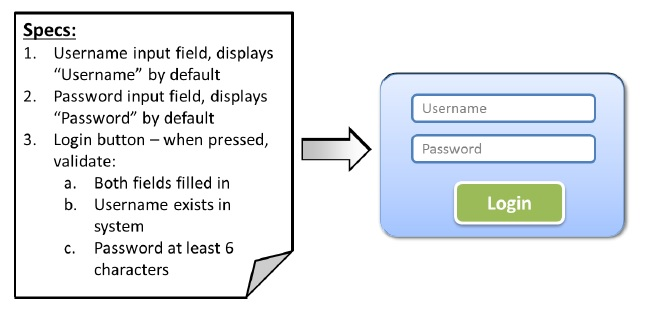 Specs:
1. Username input field, displays
“Username” by default
2. Password input field, displays
“Password” by default
3. Login button – when pressed,
validate:
a. Both fields filled in
b. Username exists in
system
c. Password at least 6
characters
Username
Password
Login